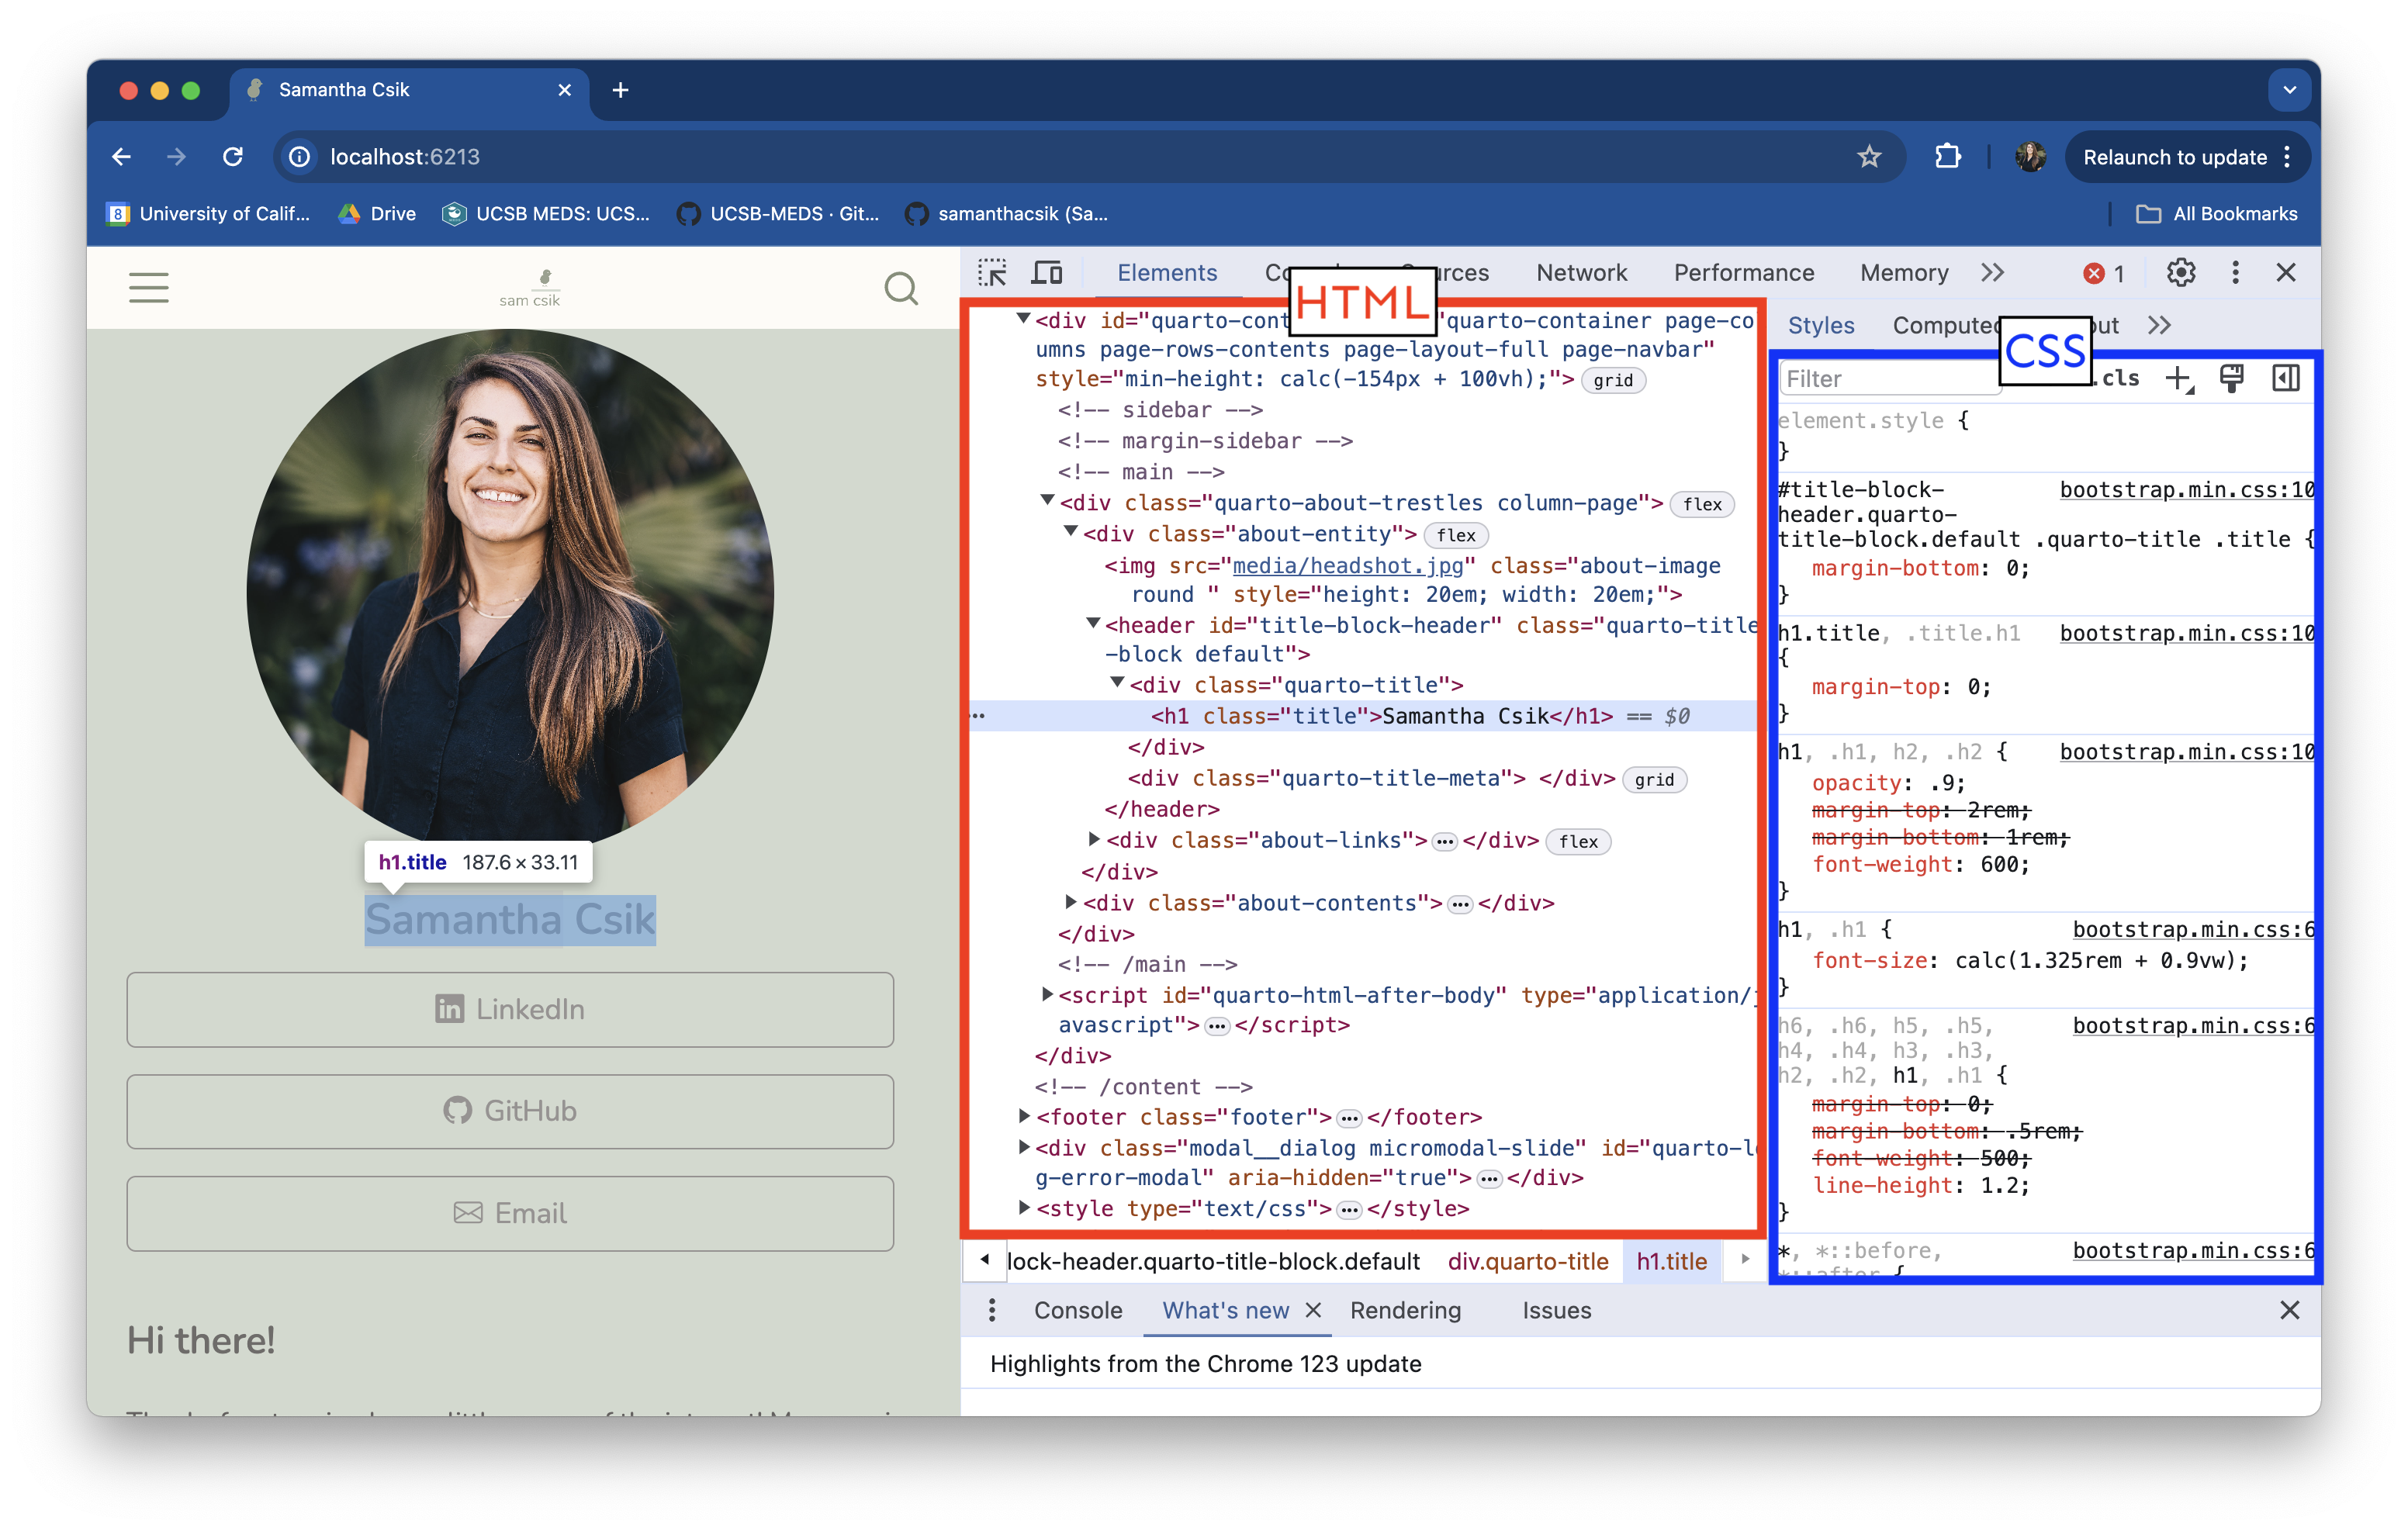 Samantha Csik
localhost:6213
Relaunch to update
University of Calif...
Drive
UCSB MEDS: UCS...
UCSB-MEDS · Git...
samanthacsik (Sa...
All Bookmarks
sam csik
h1.title 187.6 × 33.11
Samantha Csik
LinkedIn
GitHub
Email
Hi there!
Elements
Network
Performance
Memory
1
HTML
<div id="quarto-cont "quarto-container page-co
umns page-rows-contents page-layout-full page-navbar"
style="min-height: calc(-154px + 100vh);"> grid
<!-- sidebar -->
<!-- margin-sidebar -->
<!-- main -->
<div class="quarto-about-trestles column-page"> flex
<div class="about-entity"> flex
<img src="media/headshot.jpg" class="about-image
round " style="height: 20em; width: 20em;">
<header id="title-block-header" class="quarto-title
-block default">
<div class="quarto-title">
<h1 class="title">Samantha Csik</h1> == $0
</div>
<div class="quarto-title-meta"> </div> grid
</header>
<div class="about-links"> ... </div> flex
</div>
<div class="about-contents"> ... </div>
</div>
<!-- /main -->
<script id="quarto-html-after-body" type="application/j
avascript"> ... </script>
</div>
<!-- /content -->
<footer class="footer"> ... </footer>
<div class="modal__dialog micromodal-slide" id="quarto-lo
g-error-modal" aria-hidden="true"> ... </div>
<style type="text/css"> ... </style>
lock-header.quarto-title-block.default div.quarto-title h1.title
Styles
CSS
Filter
.cls
element.style {
}
#title-block- bootstrap.min.css:10
header.quarto-
title-block.default .quarto-title .title {
margin-bottom: 0;
}
h1.title, .title.h1 bootstrap.min.css:10
{
margin-top: 0;
}
h1, .h1, h2, .h2 { bootstrap.min.css:10
opacity: .9;
margin-top: 2rem;
margin-bottom: 1rem;
font-weight: 600;
}
h1, .h1 { bootstrap.min.css:6
font-size: calc(1.325rem + 0.9vw);
}
h6, .h6, h5, .h5, bootstrap.min.css:6
h4, .h4, h3, .h3,
h2, .h2, h1, .h1 {
margin-top: 0;
margin-bottom: .5rem;
font-weight: 500;
line-height: 1.2;
}
*, *::before, bootstrap.min.css:6
*::after {
Console
What's new
Rendering
Issues
Highlights from the Chrome 123 update